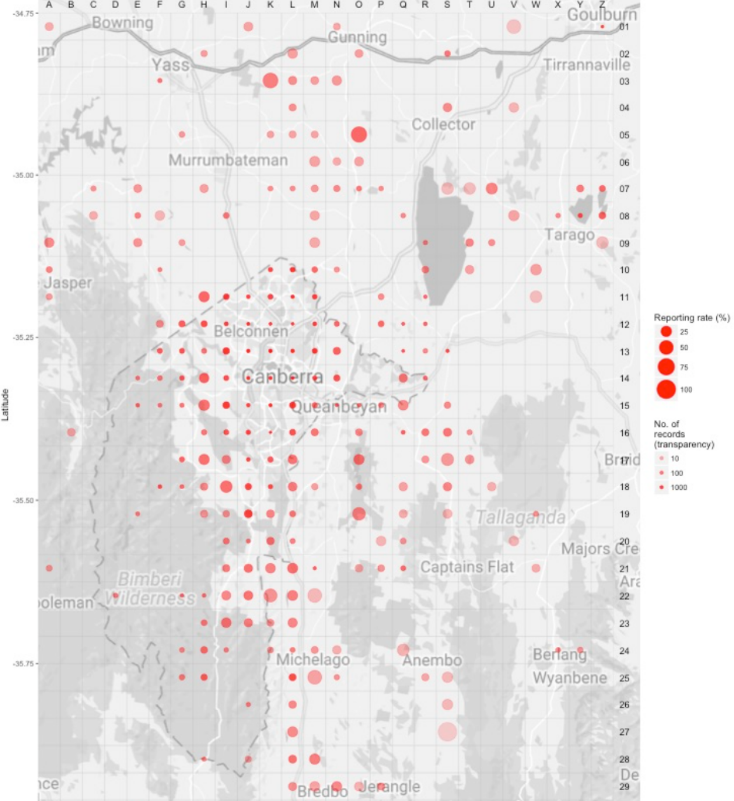 A B C D E F G H I J K L M N O P Q R S T U V W X Y Z
-34.75
Goulburn
Bowning
01
Gunning
02
Yass
Tirrannaville
03
04
Collector
05
Murrumbateman
06
-35.00
07
08
Tarago
09
10
Jasper
11
12
Belconnen
-35.25
13
Canberra
14
Queanbeyan
15
16
17
18
-35.50
19
Tallaganda
20
Majors Cre
21
Captains Flat
Bimberi
Wilderness
22
ooleman
23
24
Michelago
Anembo
Berlang
-35.75
25
Wyanbene
26
27
28
29
Bredbo
Jerangle
Latitude
Reporting rate (%)
25
50
75
100
No. of
records
(transparency)
10
100
1000